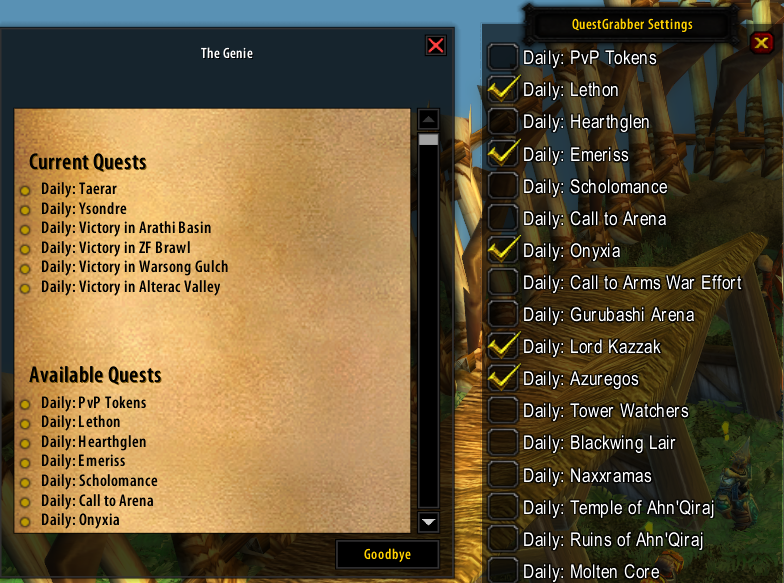 The Genie
Current Quests
Daily: Taerar
Daily: Ysondre
Daily: Victory in Arathi Basin
Daily: Victory in ZF Brawl
Daily: Victory in Warsong Gulch
Daily: Victory in Alterac Valley
Available Quests
Daily: PvP Tokens
Daily: Lethon
Daily: Hearthglen
Daily: Emeriss
Daily: Scholomance
Daily: Call to Arena
Daily: Onyxia
Goodbye
QuestGrabber Settings
Daily: PvP Tokens
Daily: Lethon
Daily: Hearthglen
Daily: Emeriss
Daily: Scholomance
Daily: Call to Arena
Daily: Onyxia
Daily: Call to Arms War Effort
Daily: Gurubashi Arena
Daily: Lord Kazzak
Daily: Azuregos
Daily: Tower Watchers
Daily: Blackwing Lair
Daily: Naxxramas
Daily: Temple of Ahn'Qiraj
Daily: Ruins of Ahn'Qiraj
Daily: Molten Core